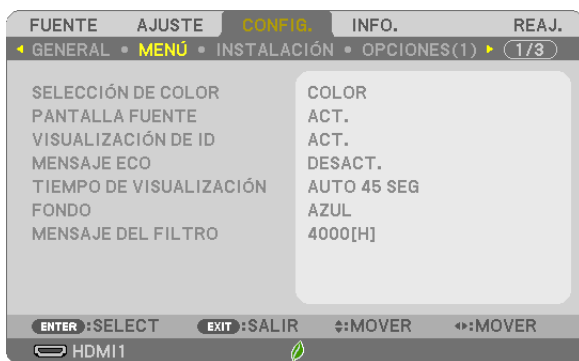 FUENTE AJUSTE CONFIG. INFO. REAJ.
GENERAL • MENÚ • INSTALACIÓN • OPCIONES(1) 1/3
SELECCIÓN DE COLOR COLOR
PANTALLA FUENTE ACT.
VISUALIZACIÓN DE ID ACT.
MENSAJE ECO DESACT.
TIEMPO DE VISUALIZACIÓN AUTO 45 SEG
FONDO AZUL
MENSAJE DEL FILTRO 4000[H]
ENTER :SELECT EXIT :SALIR :MOVER :MOVER
HDMI1